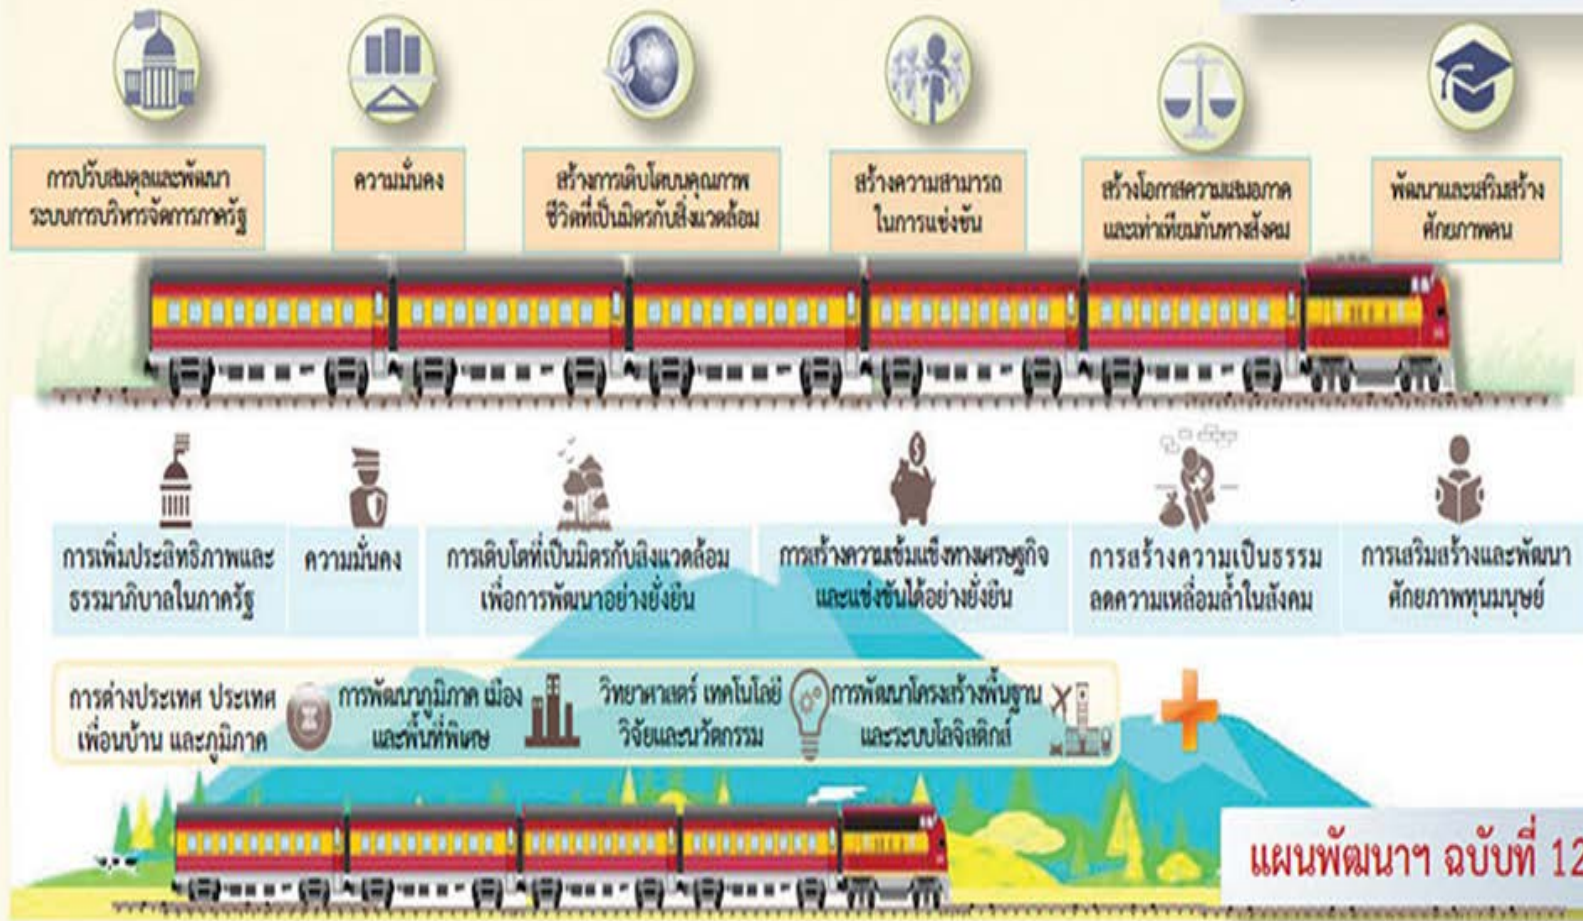 การปรับสมดุลและพัฒนา
ระบบการบริหารจัดการภาครัฐ
ความมั่นคง
สร้างการเติบโตบนคุณภาพ
ชีวิตที่เป็นมิตรกับสิ่งแวดล้อม
สร้างความสามารถ
ในการแข่งขัน
สร้างโอกาสความเสมอภาค
และเท่าเทียมกันทางสังคม
พัฒนาและเสริมสร้าง
ศักยภาพคน
การเพิ่มประสิทธิภาพและ
ธรรมาภิบาลในภาครัฐ
ความมั่นคง
การเติบโตที่เป็นมิตรกับสิ่งแวดล้อม
เพื่อการพัฒนาอย่างยั่งยืน
การสร้างความเข้มแข็งทางเศรษฐกิจ
และแข่งขันได้อย่างยั่งยืน
การสร้างความเป็นธรรม
ลดความเหลื่อมล้ำในสังคม
การเสริมสร้างและพัฒนา
ศักยภาพทุนมนุษย์
การต่างประเทศ ประเทศ
เพื่อนบ้าน และภูมิภาค
การพัฒนาภูมิภาค เมือง
และพื้นที่พิเศษ
วิทยาศาสตร์ เทคโนโลยี
วิจัยและนวัตกรรม
การพัฒนาโครงสร้างพื้นฐาน
และระบบโลจิสติกส์
แผนพัฒนาฯ ฉบับที่ 12